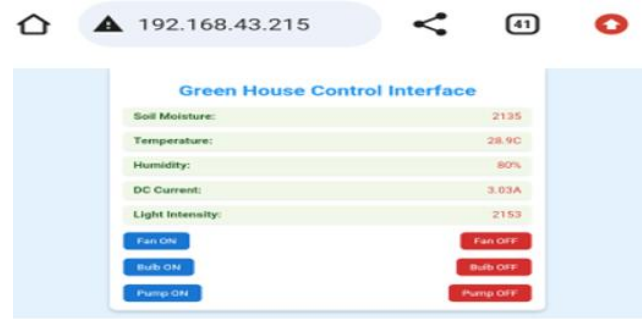 192.168.43.215 41
Green House Control Interface
Soil Moisture: 2135
Temperature: 28.9C
Humidity: 80%
DC Current: 3.03A
Light Intensity: 2153
Fan ON Fan OFF
Bulb ON Bulb OFF
Pump ON Pump OFF